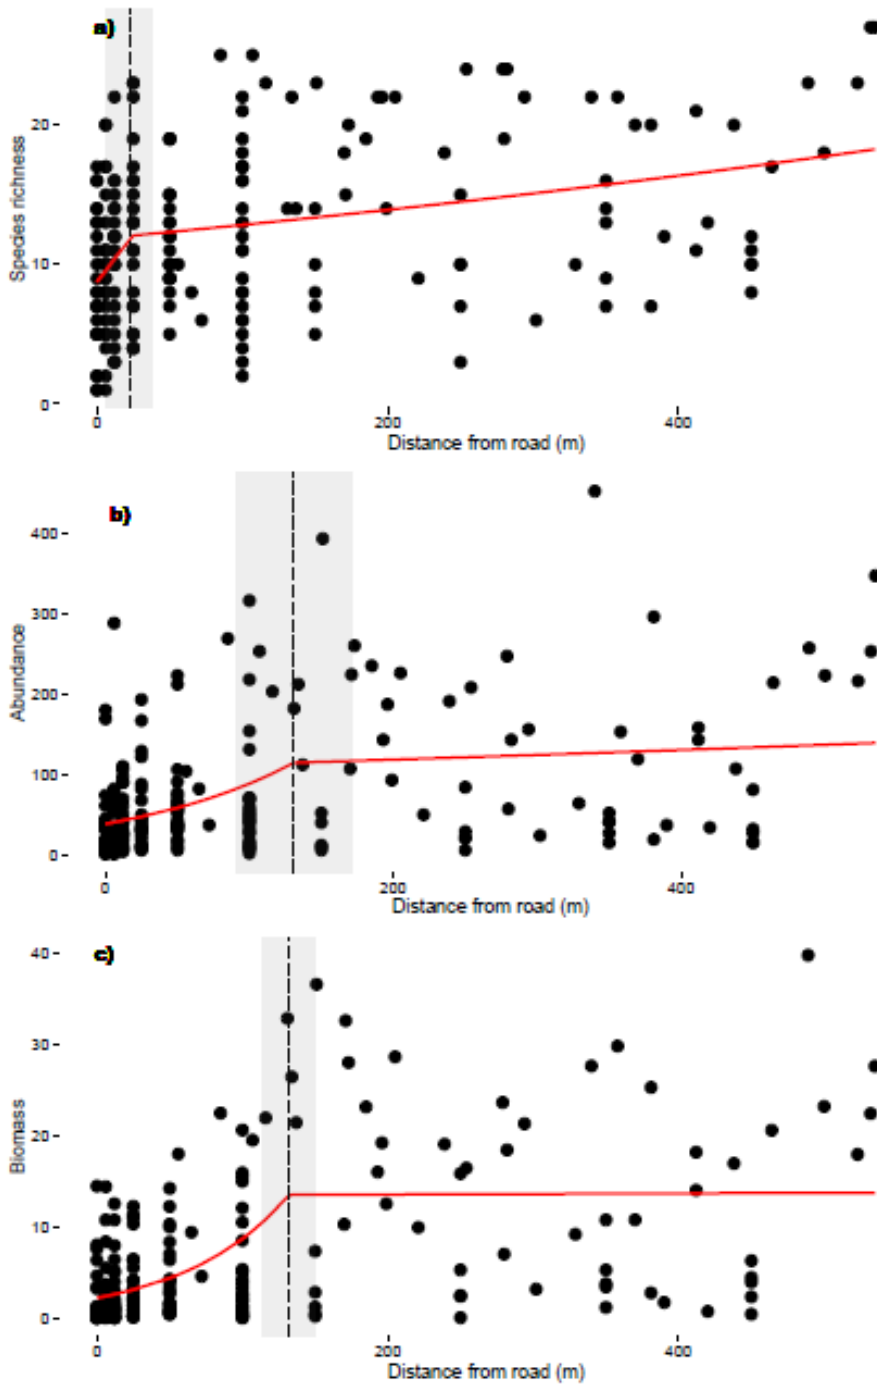 a)
Species richness
20
10
0
0 200 400
Distance from road (m)
b)
Abundance
400
300
200
100
0
0 200 400
Distance from road (m)
c)
Biomass
40
30
20
10
0
0 200 400
Distance from road (m)